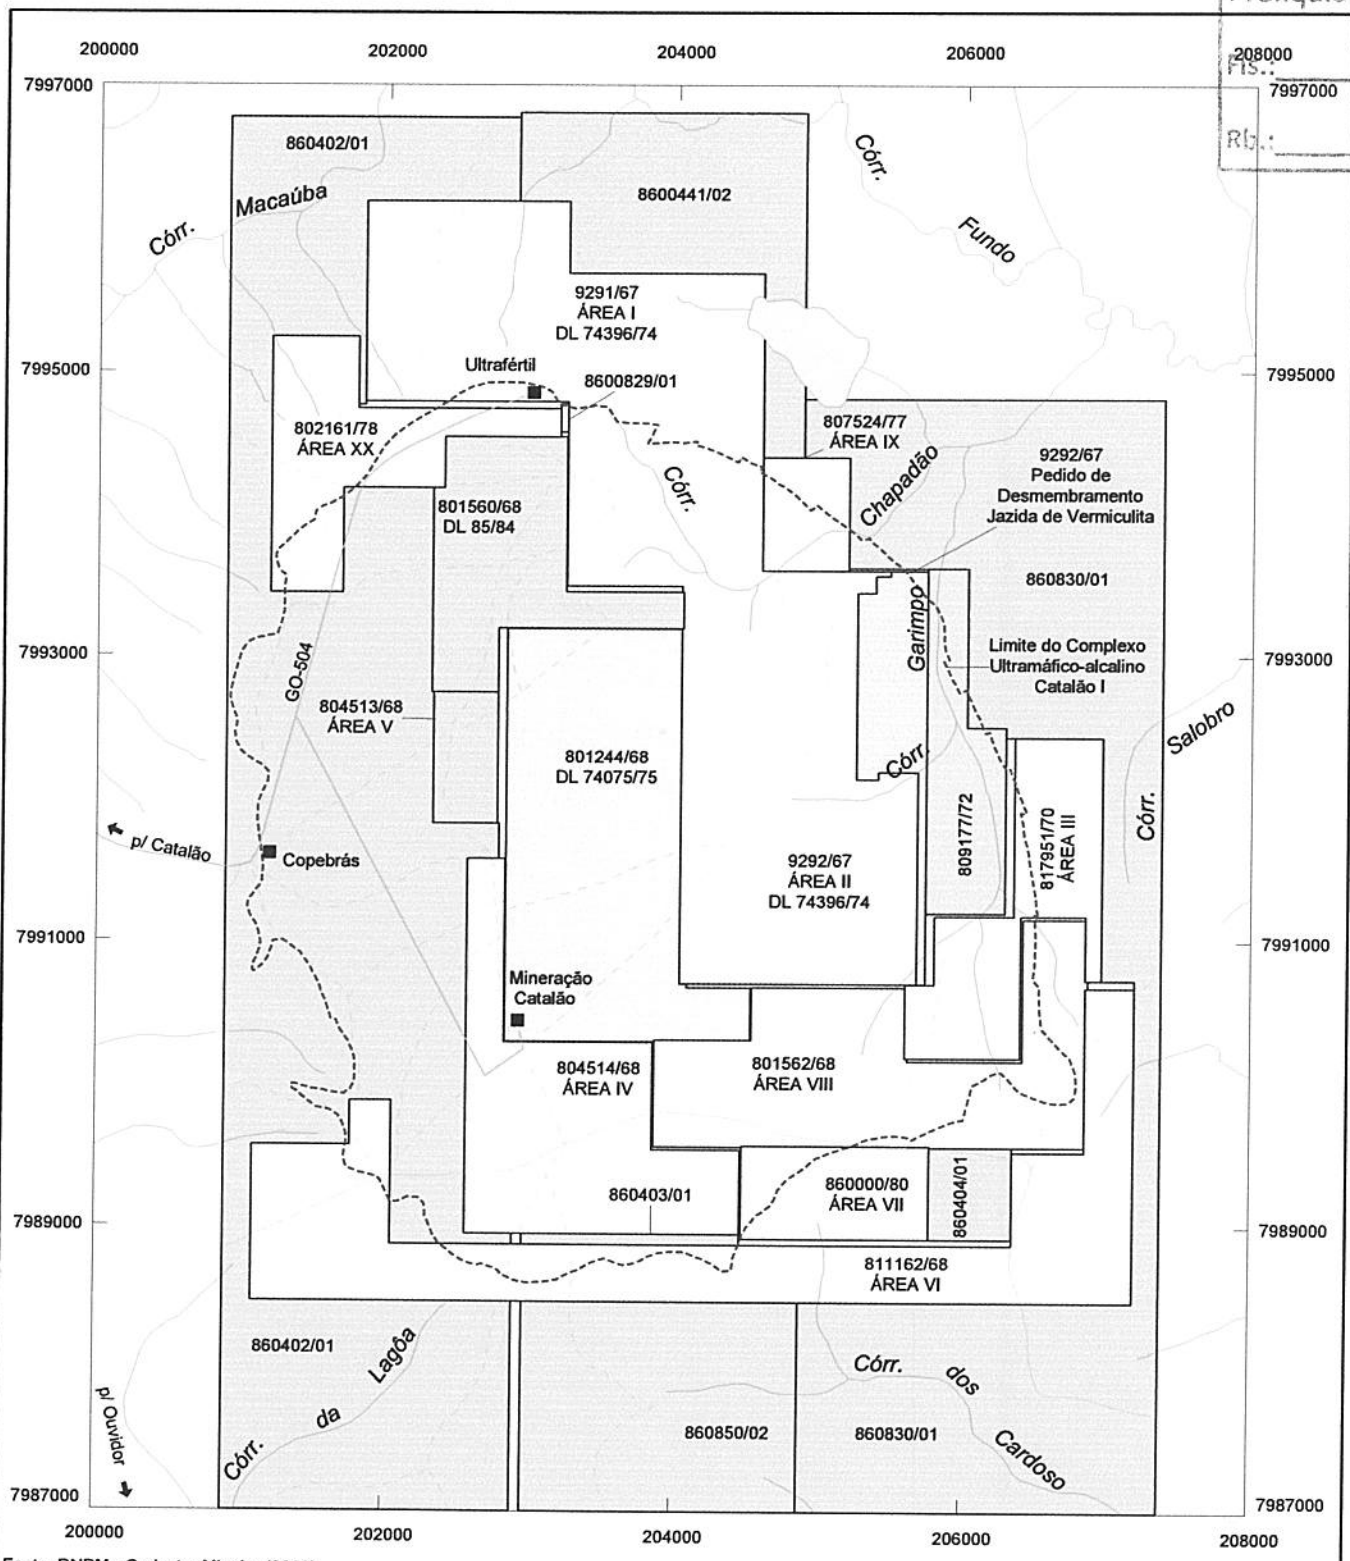 200000
202000
204000
206000
208000
Fls.:
7997000
7997000
Rb.:
860402/01
Córr.
8600441/02
Macaúba
Córr.
Fundo
9291/67
ÁREA I
DL 74396/74
Ultrafértil
7995000
7995000
8600829/01
807524/77
ÁREA IX
802161/78
ÁREA XX
9292/67
Pedido de
Desmembramento
Jazida de Vermiculita
Chapadão
Córr.
801560/68
DL 85/84
860830/01
Garimpo
7993000
7993000
Limite do Complexo
Ultramáfico-alcalino
Catalão I
GO-504
804513/68
ÁREA V
Salobro
801244/68
DL 74075/75
Córr.
Córr.
809177/72
817951/70
ÁREA III
p/ Catalão
Copebrás
9292/67
ÁREA II
DL 74396/74
7991000
7991000
Mineração
Catalão
804514/68
ÁREA IV
801562/68
ÁREA VIII
860403/01
860000/80
ÁREA VII
860404/01
7989000
7989000
811162/68
ÁREA VI
860402/01
Lagôa
da
Córr.
Córr.
dos
Cardoso
p/ Ouvidor
860850/02
860830/01
7987000
7987000
200000
202000
204000
206000
208000